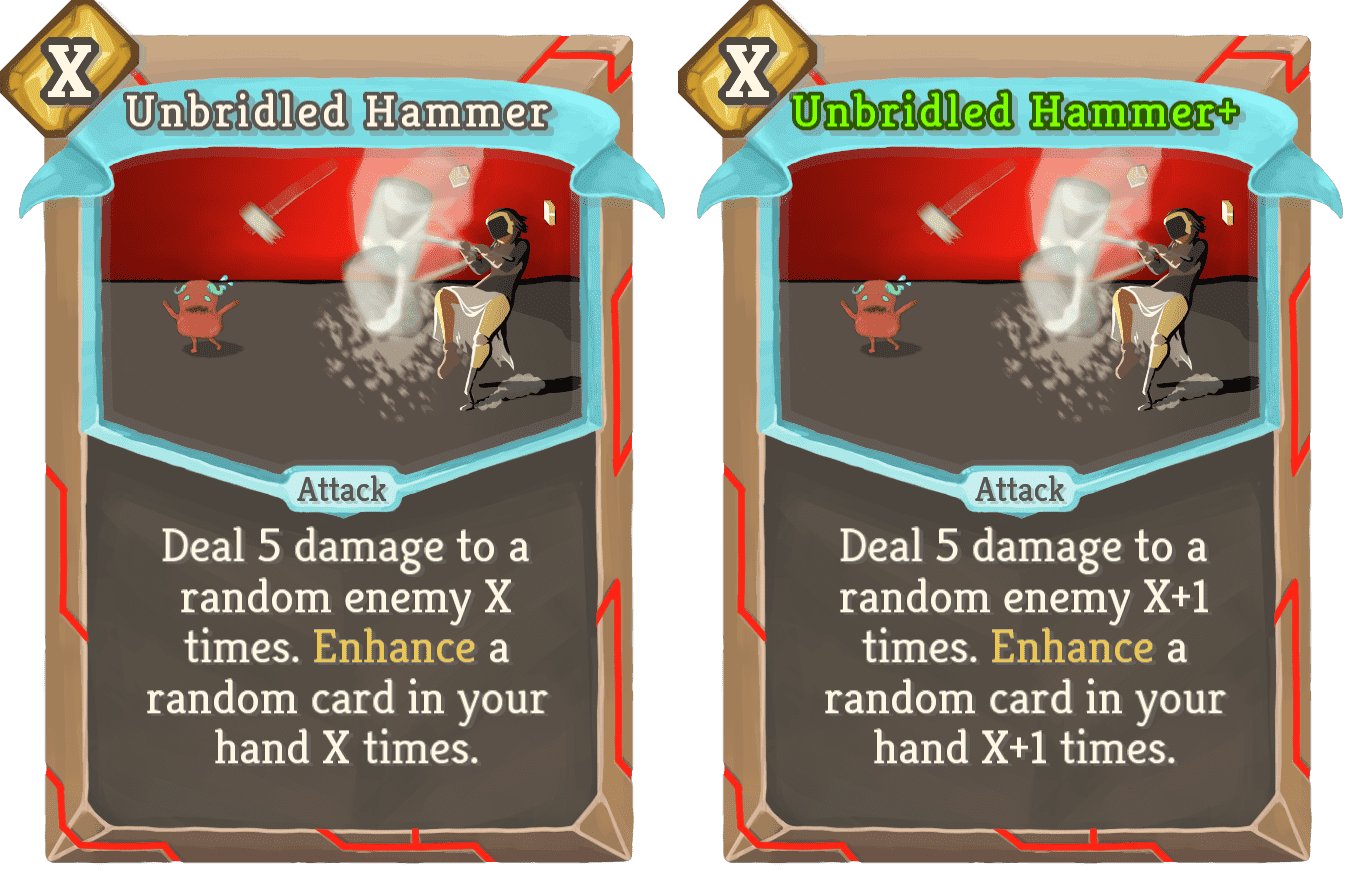 X
Unbridled Hammer
Attack
Deal 5 damage to a
random enemy X
times. Enhance a
random card in your
hand X times.
X
Unbridled Hammer+
Attack
Deal 5 damage to a
random enemy X+1
times. Enhance a
random card in your
hand X+1 times.